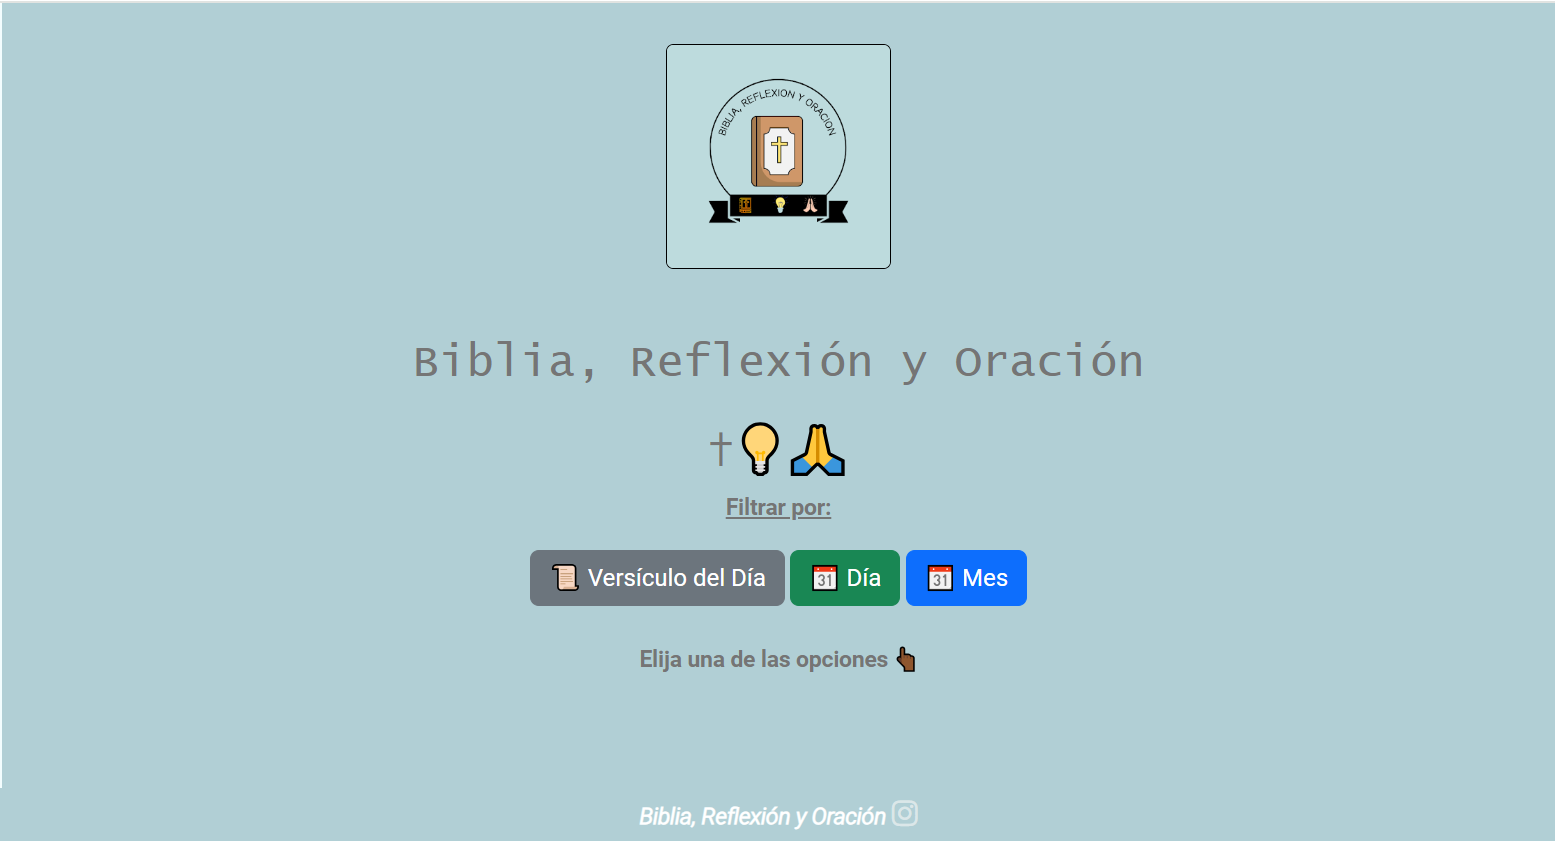 BIBLIA, REFLEXION Y ORACION
Biblia, Reflexión y Oración
†💡🙏
Filtrar por:
📜 Versículo del Día 📅 Día 📅 Mes
Elija una de las opciones 👆🏾
Biblia, Reflexión y Oración